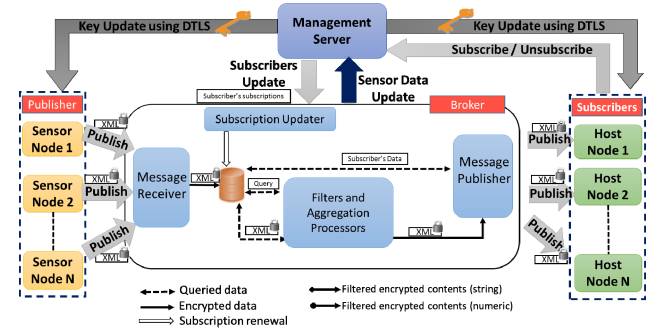 Key Update using DTLS
Management
Server
Key Update using DTLS
Subscribe / Unsubscribe
Subscribers
Update
Sensor Data
Update
Publisher
Subscriber's subscriptions
Broker
Subscribers
XML
Subscription Updater
XML
Sensor
Node 1
Publish
Publish
Host
Node 1
Message
Receiver
XML
Subscriber's Data
Message
Publisher
XML
Sensor
Node 2
Publish
Query
XML
Publish
Host
Node 2
Filters and
Aggregation
Processors
XML
XML
Publish
Publish
Sensor
Node N
XML
XML
Host
Node N
Queried data
Encrypted data
Subscription renewal
Filtered encrypted contents (string)
Filtered encrypted contents (numeric)